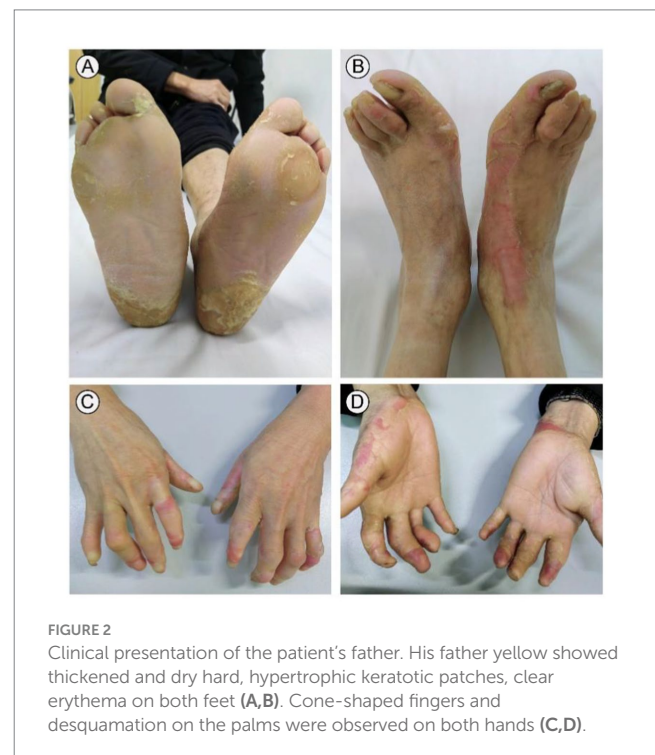 A
B
C
D
FIGURE 2
Clinical presentation of the patient's father. His father yellow showed
thickened and dry hard, hypertrophic keratotic patches, clear
erythema on both feet (A,B). Cone-shaped fingers and
desquamation on the palms were observed on both hands (C,D).